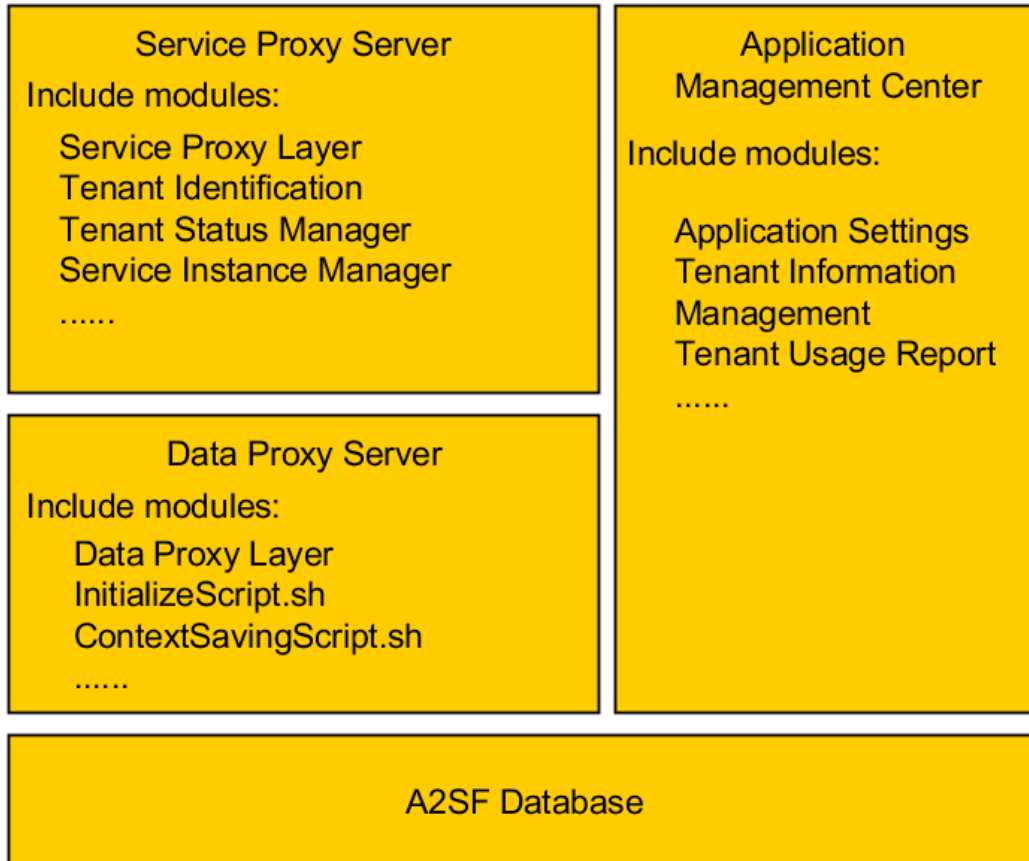 Service Proxy Server
Include modules:
Service Proxy Layer
Tenant Identification
Tenant Status Manager
Service Instance Manager
......
Data Proxy Server
Include modules:
Data Proxy Layer
InitializeScript.sh
ContextSavingScript.sh
......
Application
Management Center
Include modules:
Application Settings
Tenant Information
Management
Tenant Usage Report
......
A2SF Database